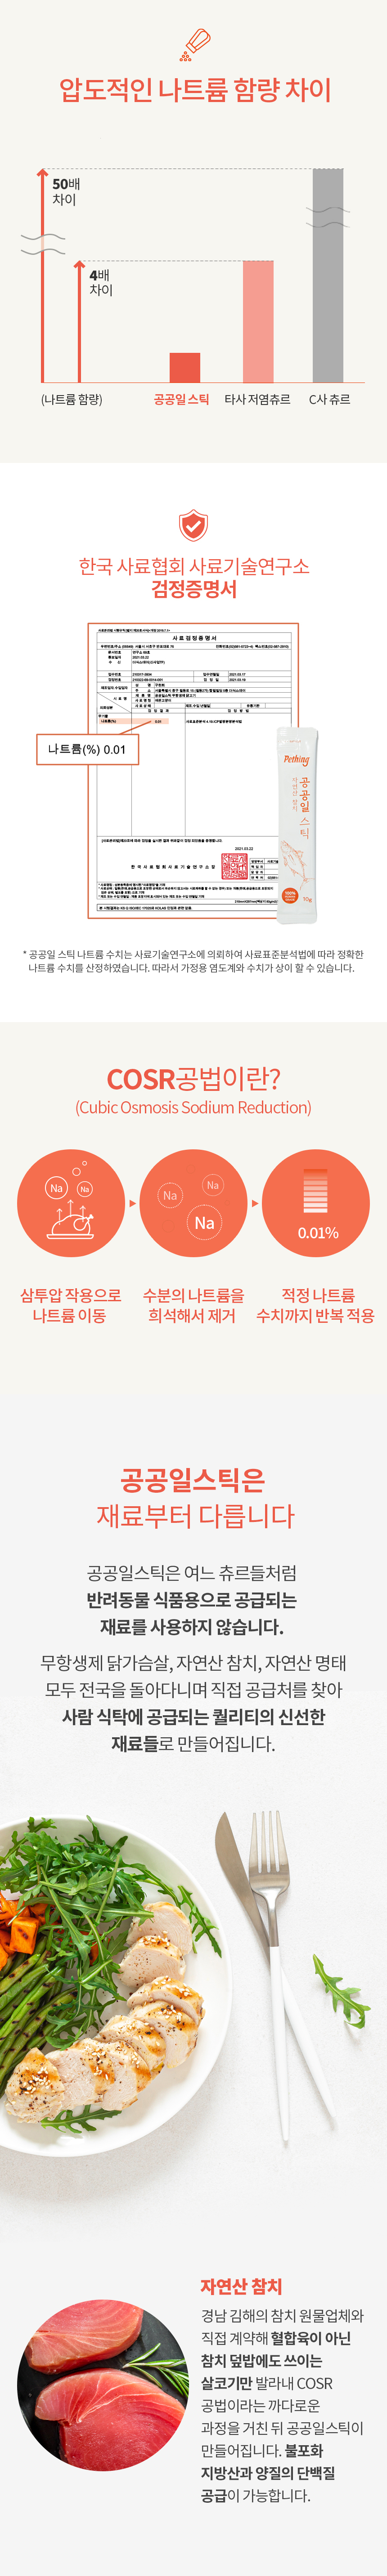 압도적인 나트륨 함량 차이
50배
차이
4배
차이
(나트륨 함량)
공공일 스틱
타사 저염츄르
C사 츄르
한국 사료협회 사료기술연구소
검정증명서
사료검정증명서
나트륨(%) 0.01
2021.03.22
한국사료협회사료기술연구소장
Pething
공공일 스틱
10g
* 공공일 스틱 나트륨 수치는 사료기술연구소에 의뢰하여 사료표준분석법에 따라 정확한
나트륨 수치를 산정하였습니다. 따라서 가정용 염도계와 수치가 상이 할 수 있습니다.
COSR공법이란?
(Cubic Osmosis Sodium Reduction)
Na
Na
Na
Na
Na
0.01%
삼투압 작용으로
나트륨 이동
수분의 나트륨을
희석해서 제거
적정 나트륨
수치까지 반복 적용
공공일스틱은
재료부터 다릅니다
공공일스틱은 여느 츄르들처럼
반려동물 식품용으로 공급되는
재료를 사용하지 않습니다.
무항생제 닭가슴살, 자연산 참치, 자연산 명태
모두 전국을 돌아다니며 직접 공급처를 찾아
사람 식탁에 공급되는 퀄리티의 신선한
재료들로 만들어집니다.
자연산 참치
경남 김해의 참치 원물업체와
직접 계약해 혈합육이 아닌
참치 덮밥에도 쓰이는
살코기만 발라내 COSR
공법이라는 까다로운
과정을 거친 뒤 공공일스틱이
만들어집니다. 불포화
지방산과 양질의 단백질
공급이 가능합니다.